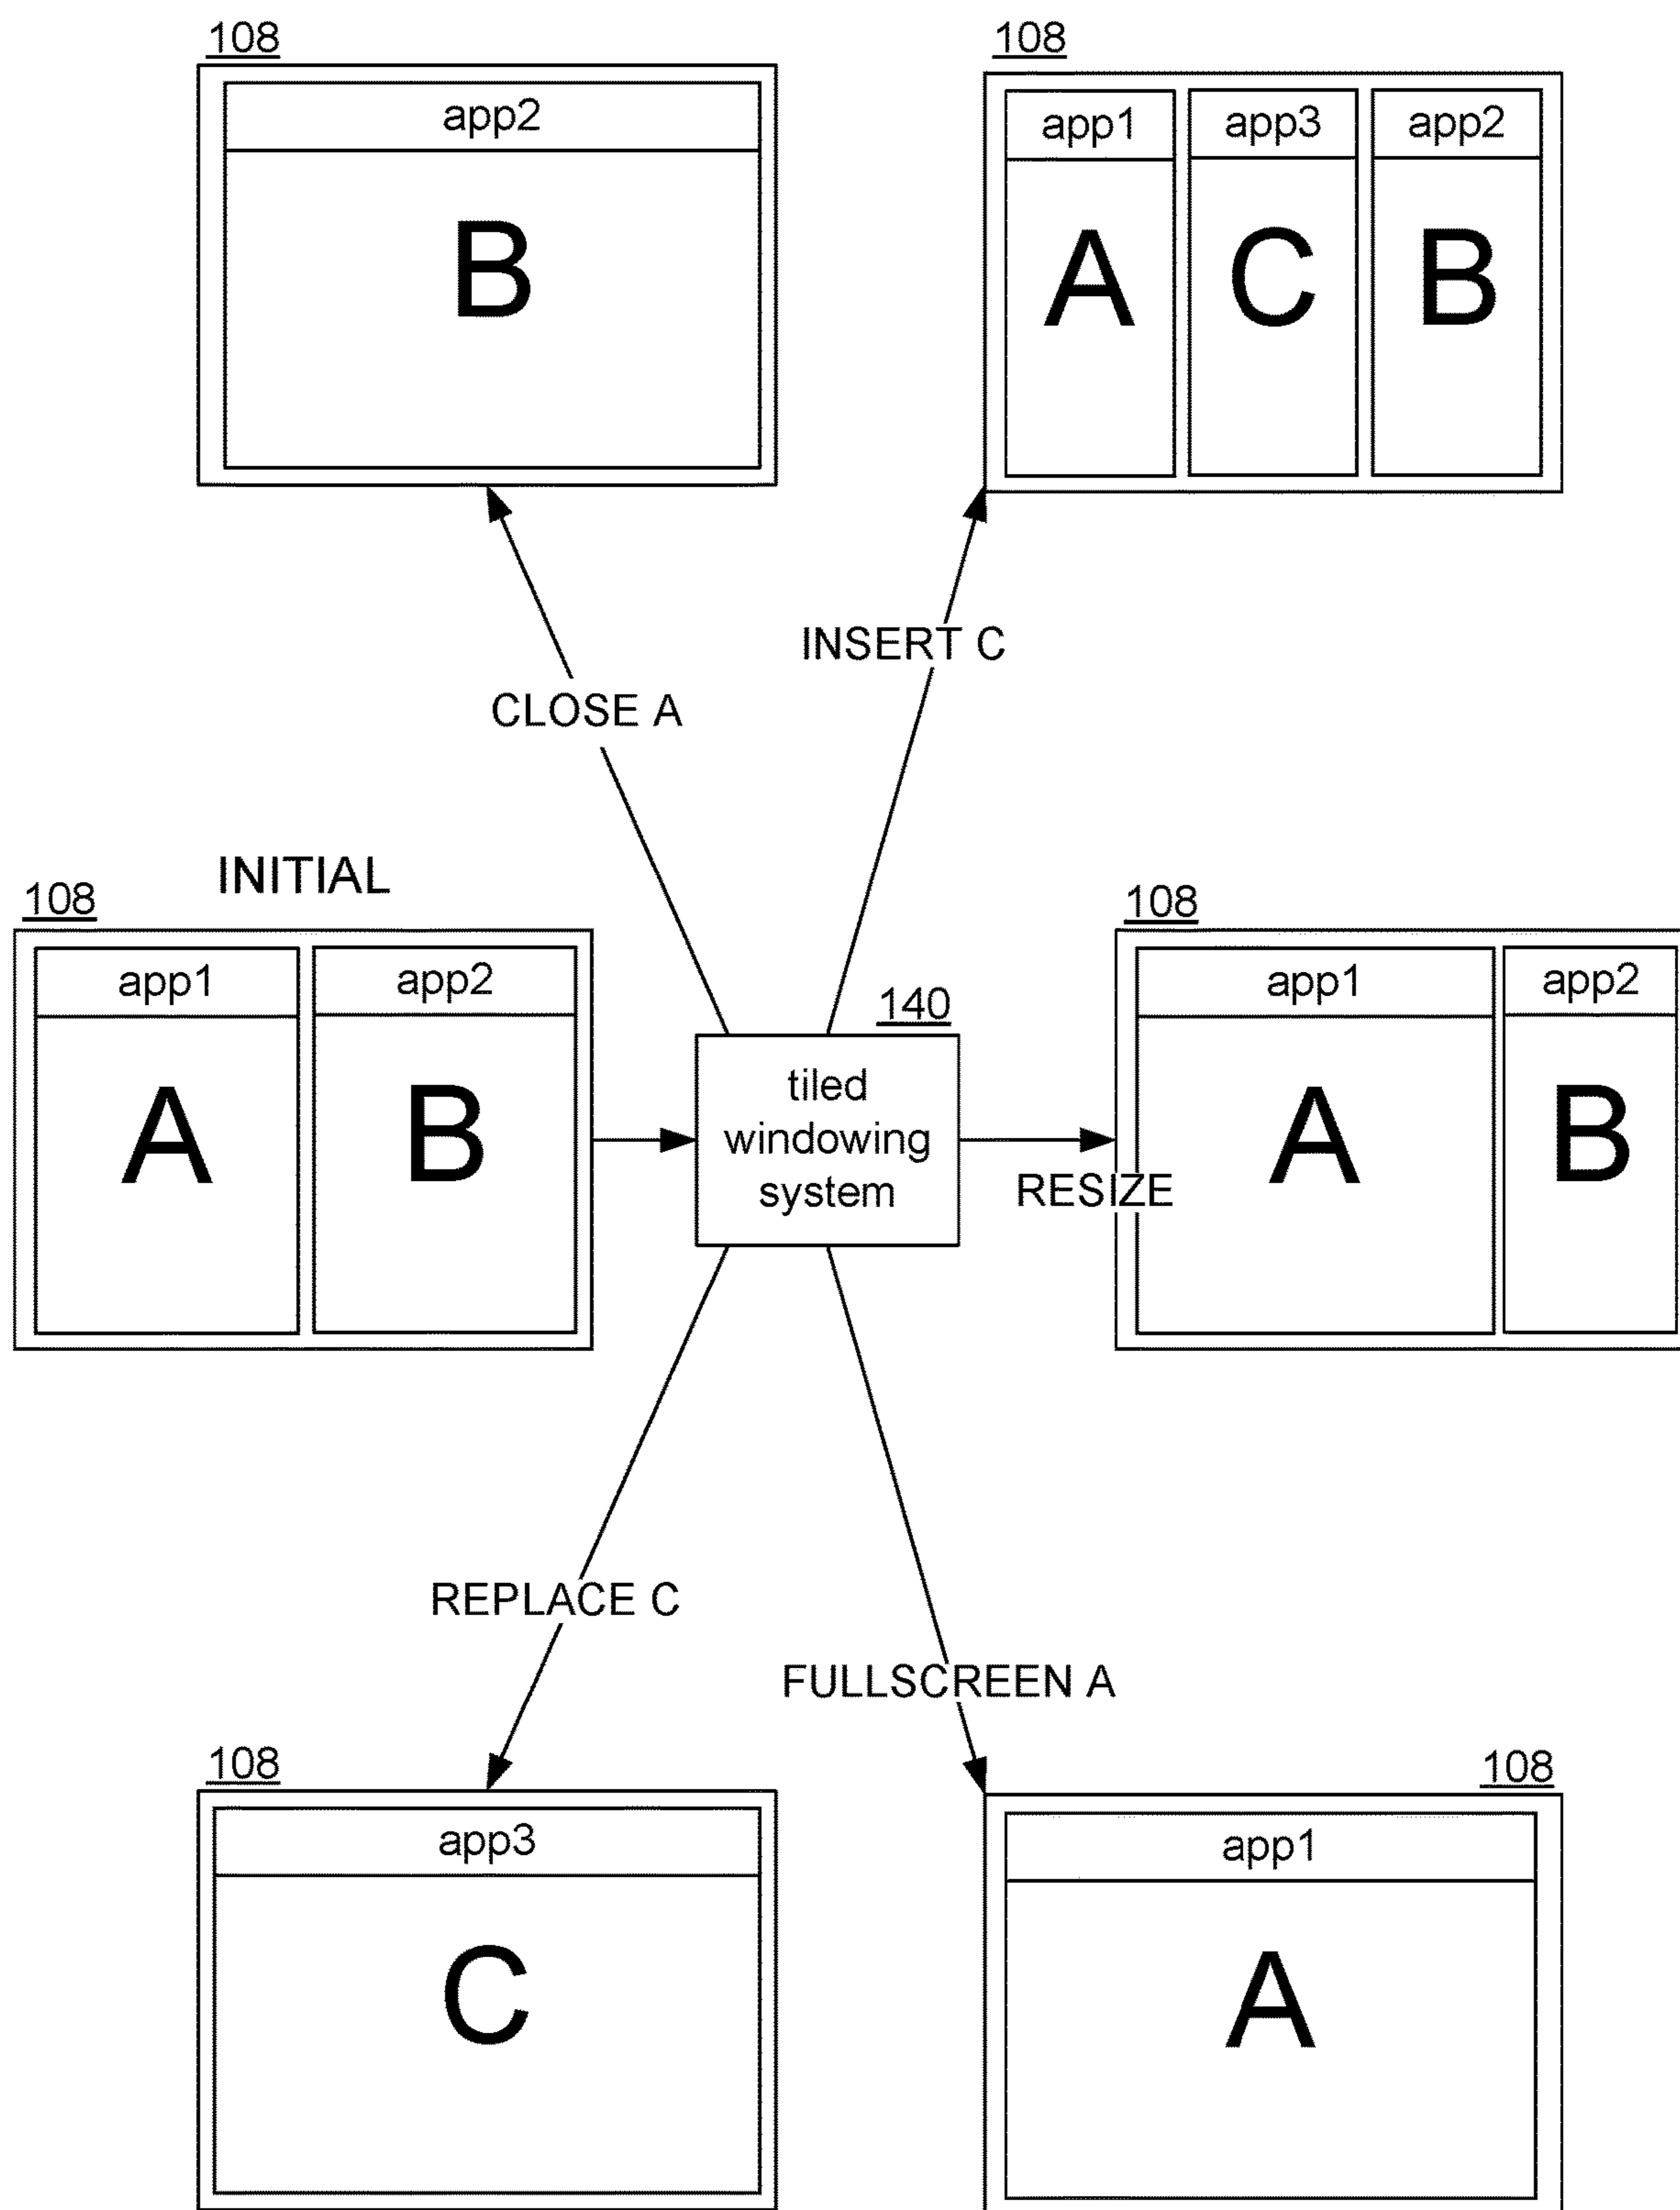 108
app2
B
108
app1 app3 app2
A C B
CLOSE A
INSERT C
INITIAL
108
app1 app2
A B
140
tiled
windowing
system
RESIZE
108
app1 app2
A B
REPLACE C
FULLSCREEN A
108
app3
C
108
app1
A